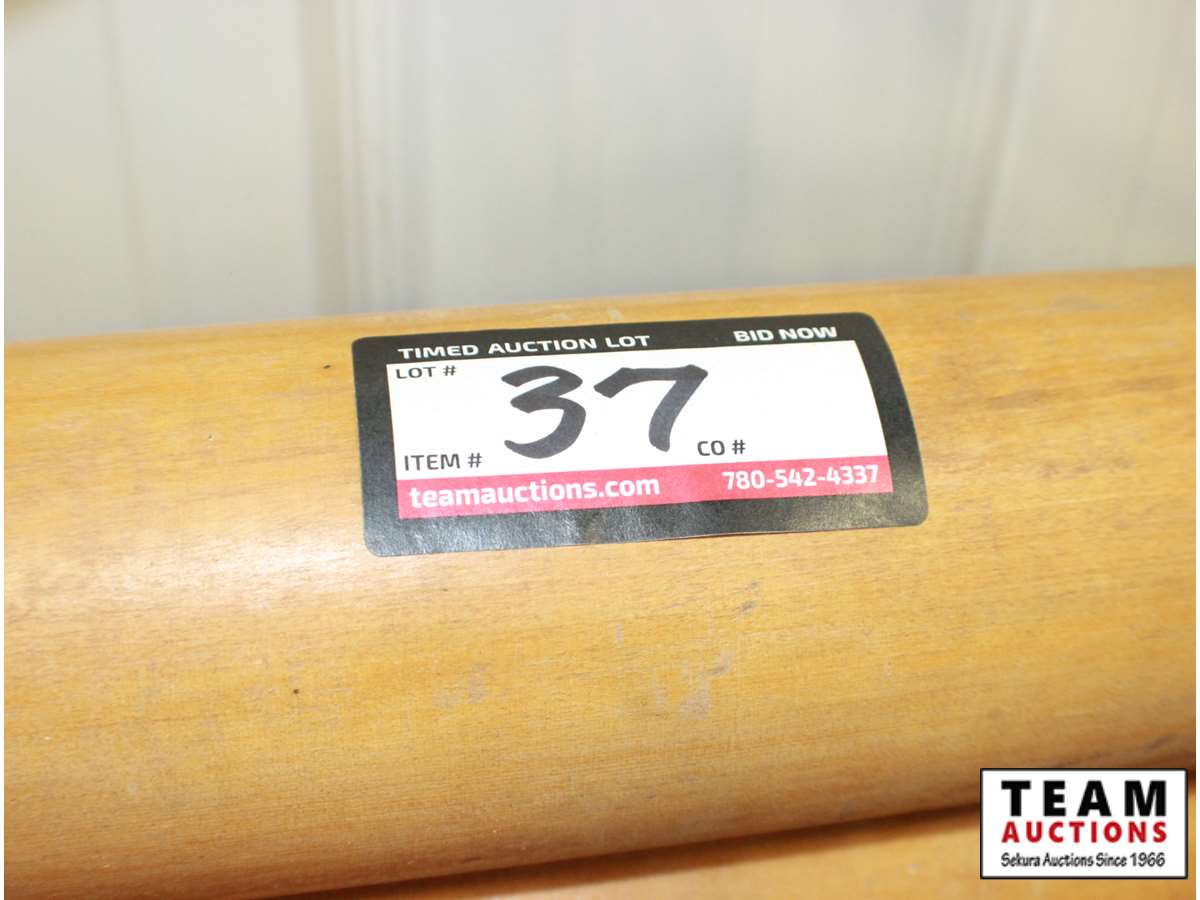 TIMED AUCTION LOT BID NOW
LOT #
37
ITEM # CO #
teamauctions.com 780-542-4337
TEAM
AUCTIONS
Sekura Auctions Since 1966